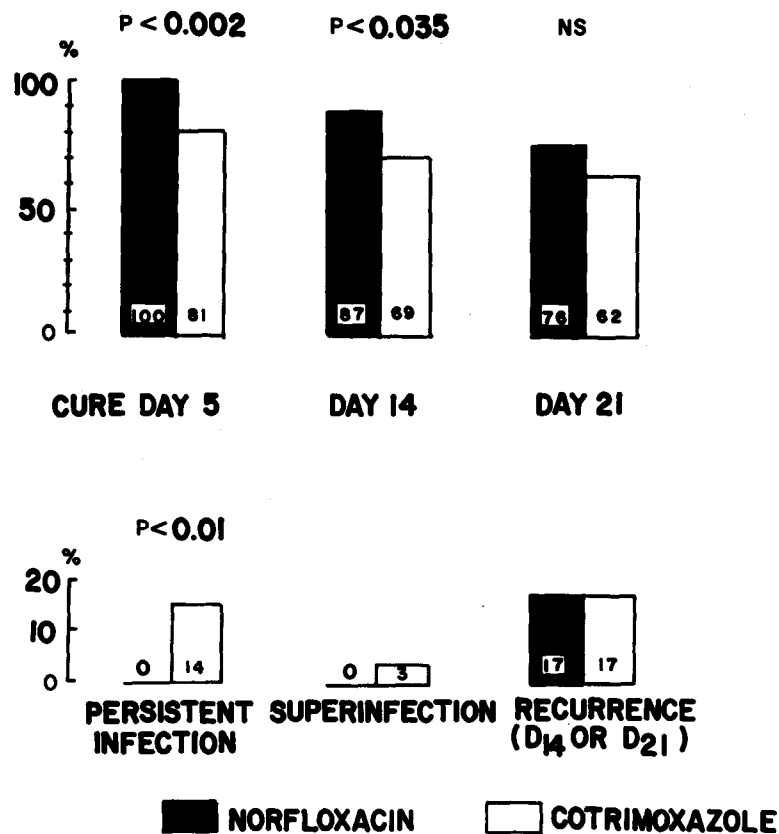 P < 0.002 P < 0.035 NS
%
100
50
0
100 81 87 69 76 62
CURE DAY 5 DAY 14 DAY 21
P < 0.01
%
20
10
0
0 14 0 3 17 17
PERSISTENT SUPERINFECTION RECURRENCE
INFECTION (D14 OR D21)
NORFLOXACIN COTRIMOXAZOLE